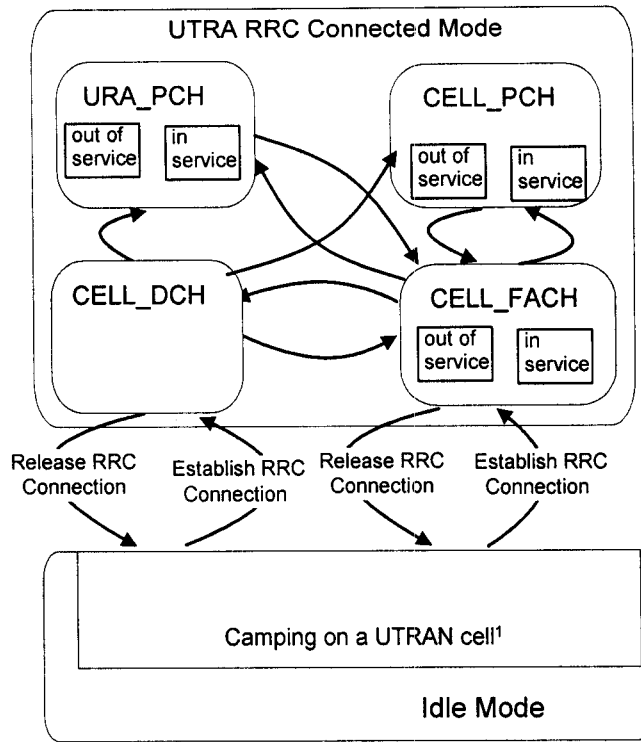 UTRA RRC Connected Mode
URA_PCH
out of
service
in
service
CELL_PCH
out of
service
in
service
CELL_DCH
CELL_FACH
out of
service
in
service
Release RRC
Connection
Establish RRC
Connection
Release RRC
Connection
Establish RRC
Connection
Camping on a UTRAN cell¹
Idle Mode